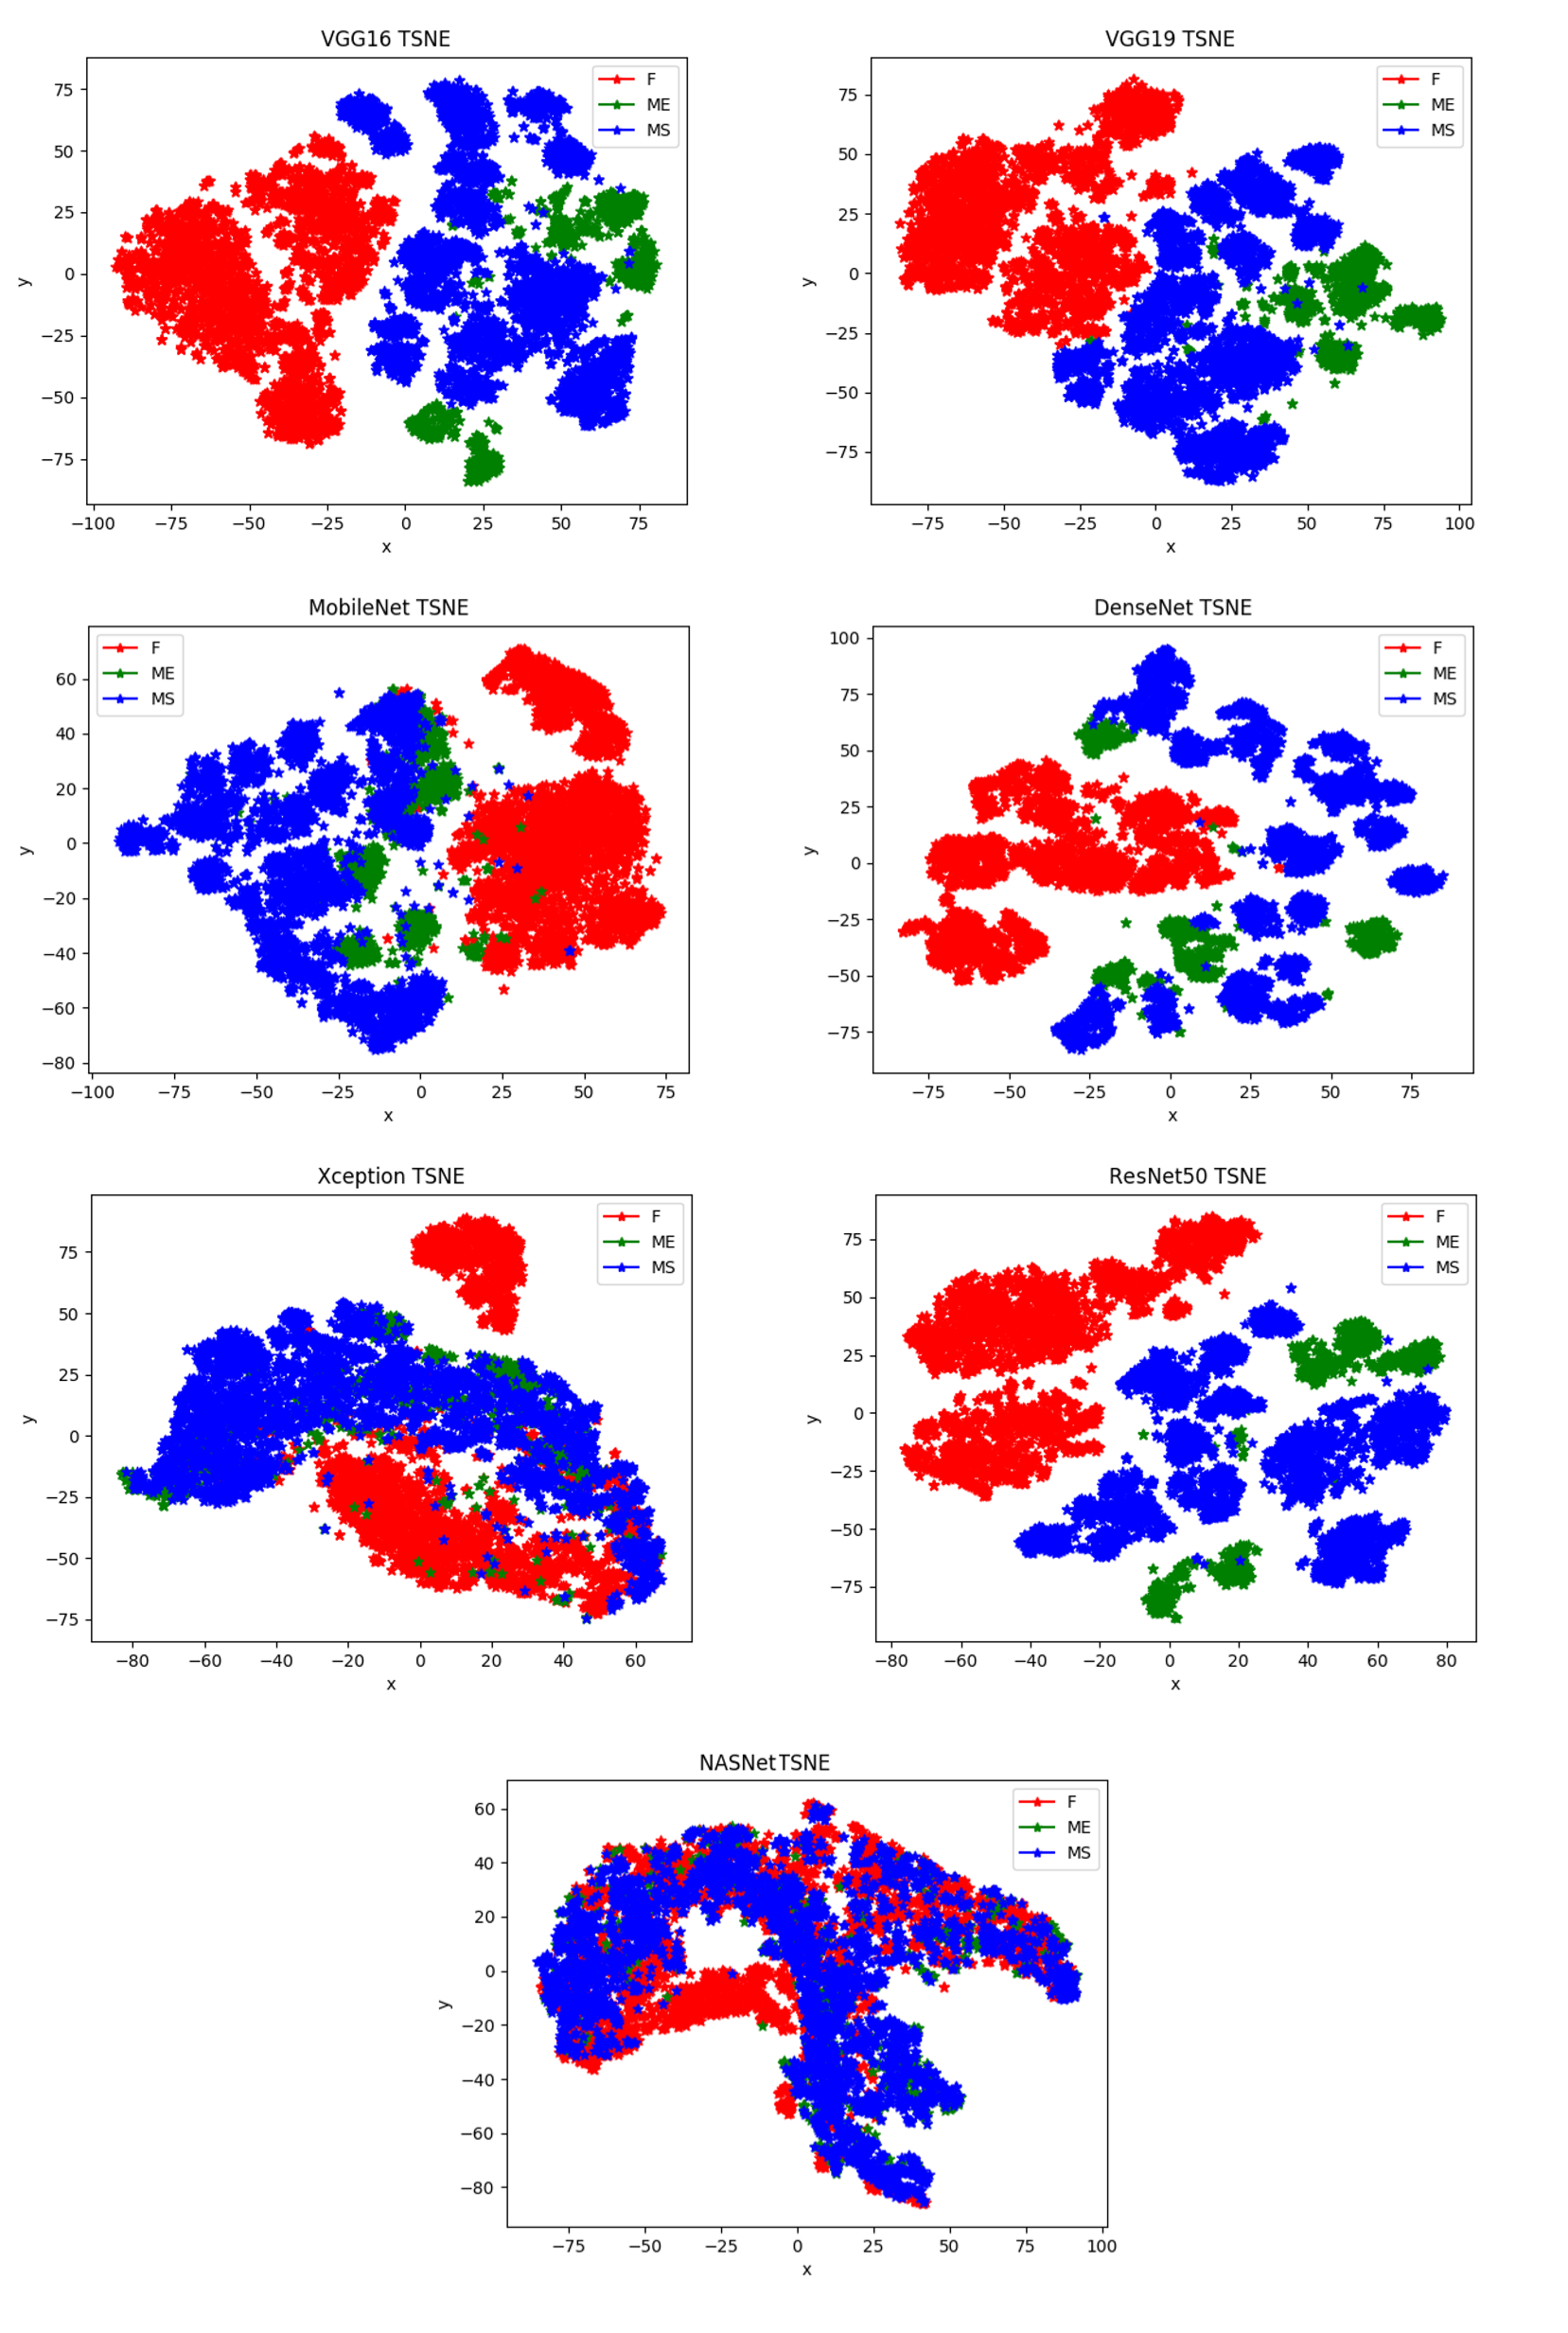 VGG16 TSNE
F
ME
MS
75
50
25
0
−25
−50
−75
y
−100 −75 −50 −25 0 25 50 75
x
VGG19 TSNE
F
ME
MS
75
50
25
0
−25
−50
−75
y
−75 −50 −25 0 25 50 75 100
x
MobileNet TSNE
F
ME
MS
60
40
20
0
−20
−40
−60
−80
y
−100 −75 −50 −25 0 25 50 75
x
DenseNet TSNE
F
ME
MS
100
75
50
25
0
−25
−50
−75
y
−75 −50 −25 0 25 50 75
x
Xception TSNE
F
ME
MS
75
50
25
0
−25
−50
−75
y
−80 −60 −40 −20 0 20 40 60
x
ResNet50 TSNE
F
ME
MS
75
50
25
0
−25
−50
−75
y
−80 −60 −40 −20 0 20 40 60 80
x
NASNet TSNE
F
ME
MS
60
40
20
0
−20
−40
−60
−80
y
−75 −50 −25 0 25 50 75 100
x